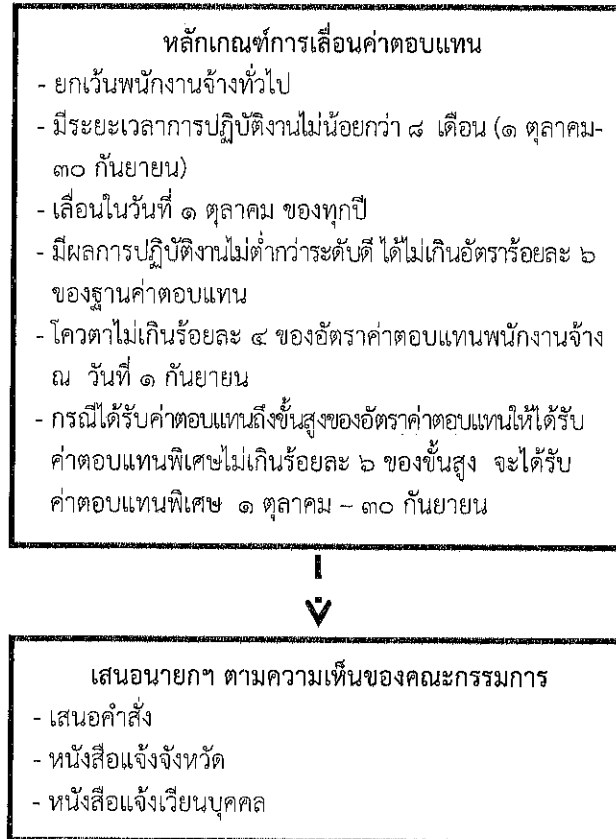 หลักเกณฑ์การเลื่อนค่าตอบแทน
- ยกเว้นพนักงานจ้างทั่วไป
- มีระยะเวลาการปฏิบัติงานไม่น้อยกว่า ๘ เดือน (๑ ตุลาคม-
๓๐ กันยายน)
- เลื่อนในวันที่ ๑ ตุลาคม ของทุกปี
- มีผลการปฏิบัติงานไม่ต่ำกว่าระดับดี ได้ไม่เกินอัตราร้อยละ ๖
ของฐานค่าตอบแทน
- โควตาไม่เกินร้อยละ ๔ ของอัตราค่าตอบแทนพนักงานจ้าง
ณ วันที่ ๑ กันยายน
- กรณีได้รับค่าตอบแทนถึงขั้นสูงของอัตราค่าตอบแทนให้ได้รับ
ค่าตอบแทนพิเศษไม่เกินร้อยละ ๖ ของขั้นสูง จะได้รับ
ค่าตอบแทนพิเศษ ๑ ตุลาคม – ๓๐ กันยายน
เสนอนายกฯ ตามความเห็นของคณะกรรมการ
- เสนอคำสั่ง
- หนังสือแจ้งจังหวัด
- หนังสือแจ้งเวียนบุคคล